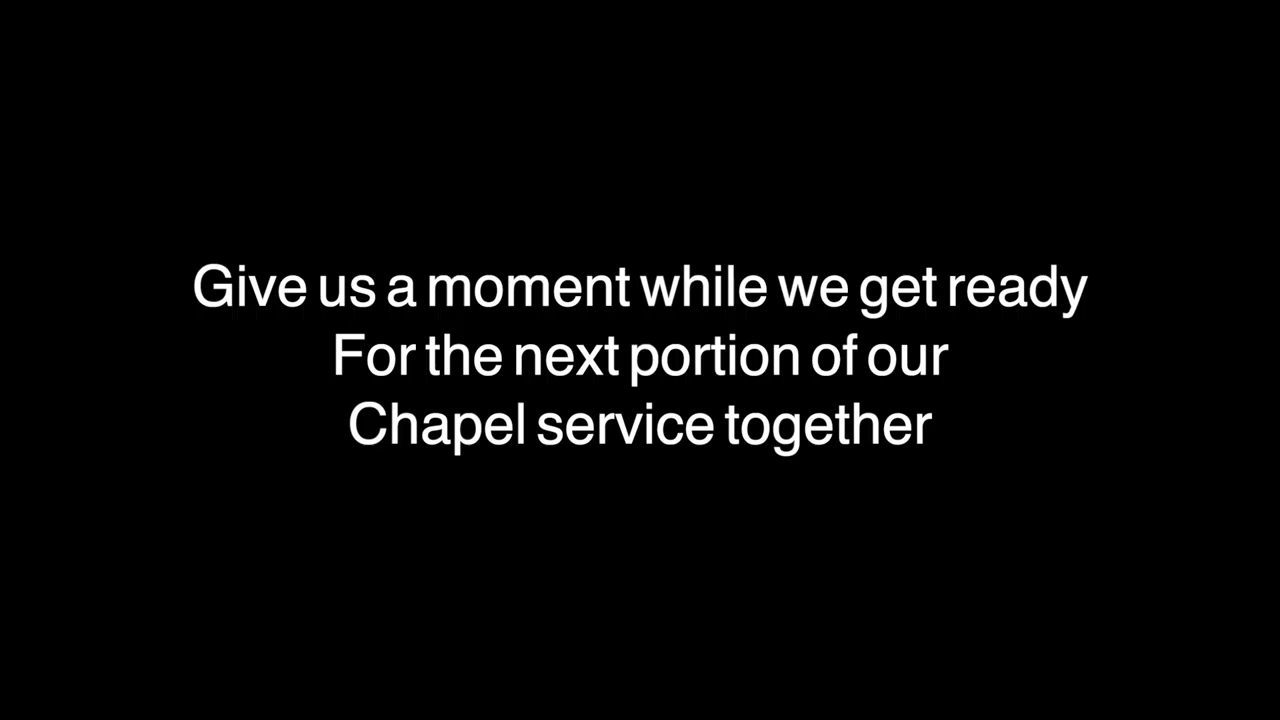 Give us a moment while we get ready
For the next portion of our
Chapel service together